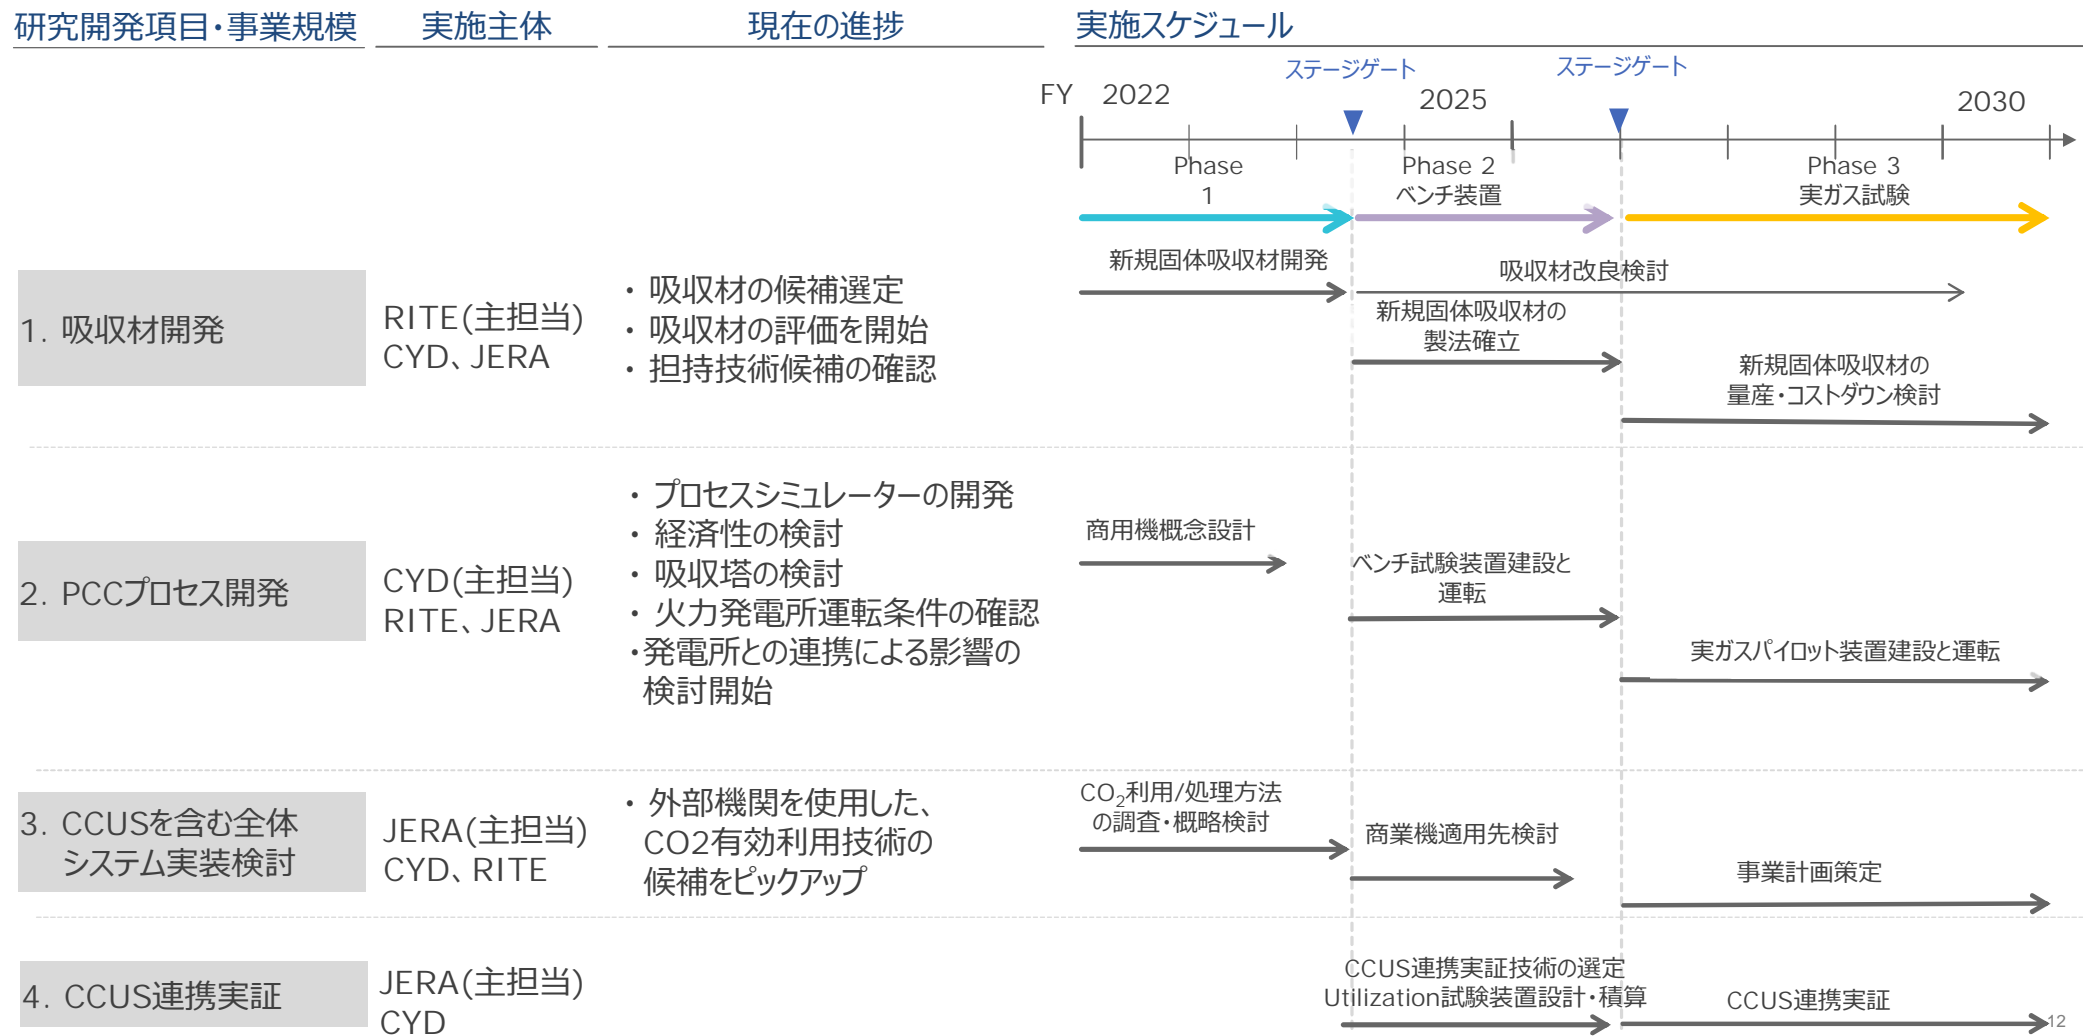 研究開発項目・事業規模
実施主体
現在の進捗
実施スケジュール
ステージゲート
ステージゲート
FY 2022
2025
2030
Phase
1
Phase 2
ベンチ装置
Phase 3
実ガス試験
1. 吸収材開発
RITE(主担当)
CYD、JERA
・ 吸収材の候補選定
・ 吸収材の評価を開始
・ 担持技術候補の確認
新規固体吸収材開発
吸収材改良検討
新規固体吸収材の
製法確立
新規固体吸収材の
量産・コストダウン検討
2. PCCプロセス開発
CYD(主担当)
RITE、JERA
・ プロセスシミュレーターの開発
・ 経済性の検討
・ 吸収塔の検討
・ 火力発電所運転条件の確認
・発電所との連携による影響の
検討開始
商用機概念設計
ベンチ試験装置建設と
運転
実ガスパイロット装置建設と運転
3. CCUSを含む全体
システム実装検討
JERA(主担当)
CYD、RITE
・ 外部機関を使用した、
CO2有効利用技術の
候補をピックアップ
CO₂利用/処理方法
の調査・概略検討
商業機適用先検討
事業計画策定
4. CCUS連携実証
JERA(主担当)
CYD
CCUS連携実証技術の選定
Utilization試験装置設計・積算
CCUS連携実証
12